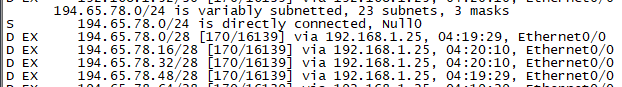 194.65.78.0/24 is variably subnetted, 23 subnets, 3 masks
S 194.65.78.0/24 is directly connected, Null0
D EX 194.65.78.0/28 [170/16139] via 192.168.1.25, 04:19:29, Ethernet0/0
D EX 194.65.78.16/28 [170/16139] via 192.168.1.25, 04:20:10, Ethernet0/0
D EX 194.65.78.32/28 [170/16139] via 192.168.1.25, 04:20:10, Ethernet0/0
D EX 194.65.78.48/28 [170/16139] via 192.168.1.25, 04:19:29, Ethernet0/0